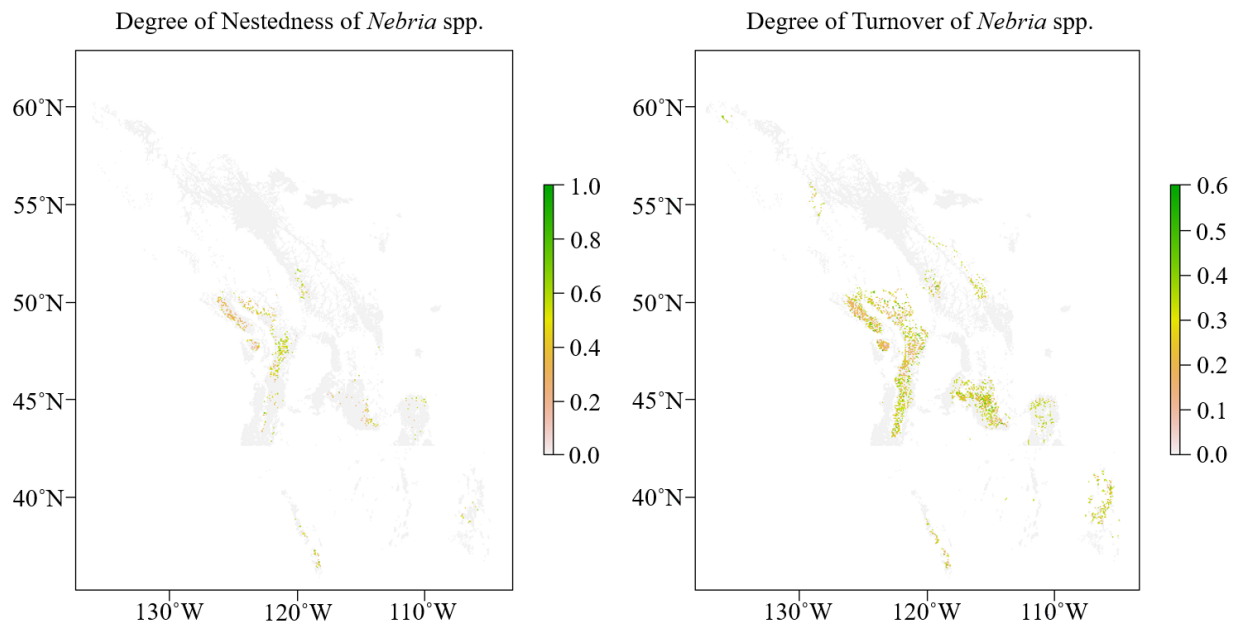 Degree of Nestedness of Nebria spp.
Degree of Turnover of Nebria spp.
60°N
55°N
50°N
45°N
40°N
130°W
120°W
110°W
1.0
0.8
0.6
0.4
0.2
0.0
60°N
55°N
50°N
45°N
40°N
130°W
120°W
110°W
0.6
0.5
0.4
0.3
0.2
0.1
0.0